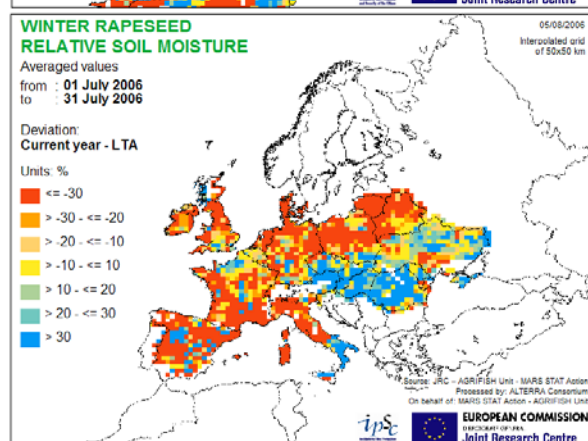 Joint Research Centre
WINTER RAPESEED
RELATIVE SOIL MOISTURE
Averaged values
from : 01 July 2006
to : 31 July 2006
05/08/2006
Interpolated grid
of 50x50 km
Deviation:
Current year - LTA
Units: %
<= -30
> -30 - <= -20
> -20 - <= -10
> -10 - <= 10
> 10 - <= 20
> 20 - <= 30
> 30
Source: JRC - AGRIFISH Unit - MARS STAT Action
Processed by: ALTERRA Consortium
On behalf of: MARS STAT Action - AGRIFISH Unit
ipsc
EUROPEAN COMMISSION
Joint Research Centre